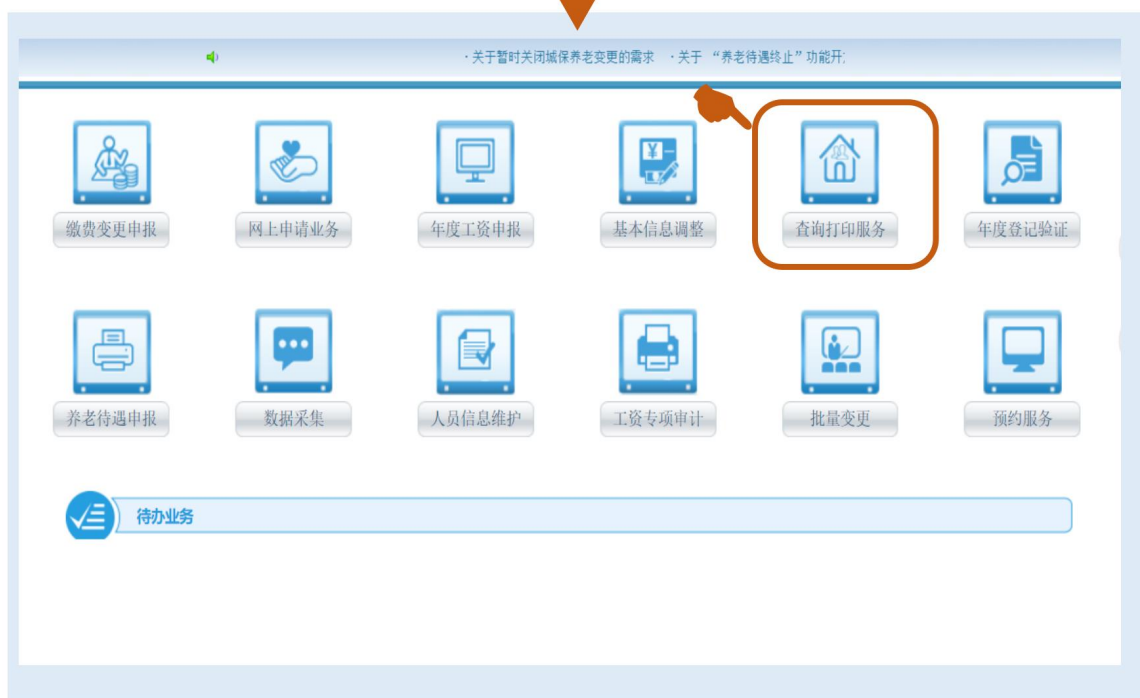 ·关于暂时关闭城保养老变更的需求 ·关于 “养老待遇终止”功能开
缴费变更申报 网上申请业务 年度工资申报 基本信息调整 查询打印服务 年度登记验证
养老待遇申报 数据采集 人员信息维护 工资专项审计 批量变更 预约服务
待办业务